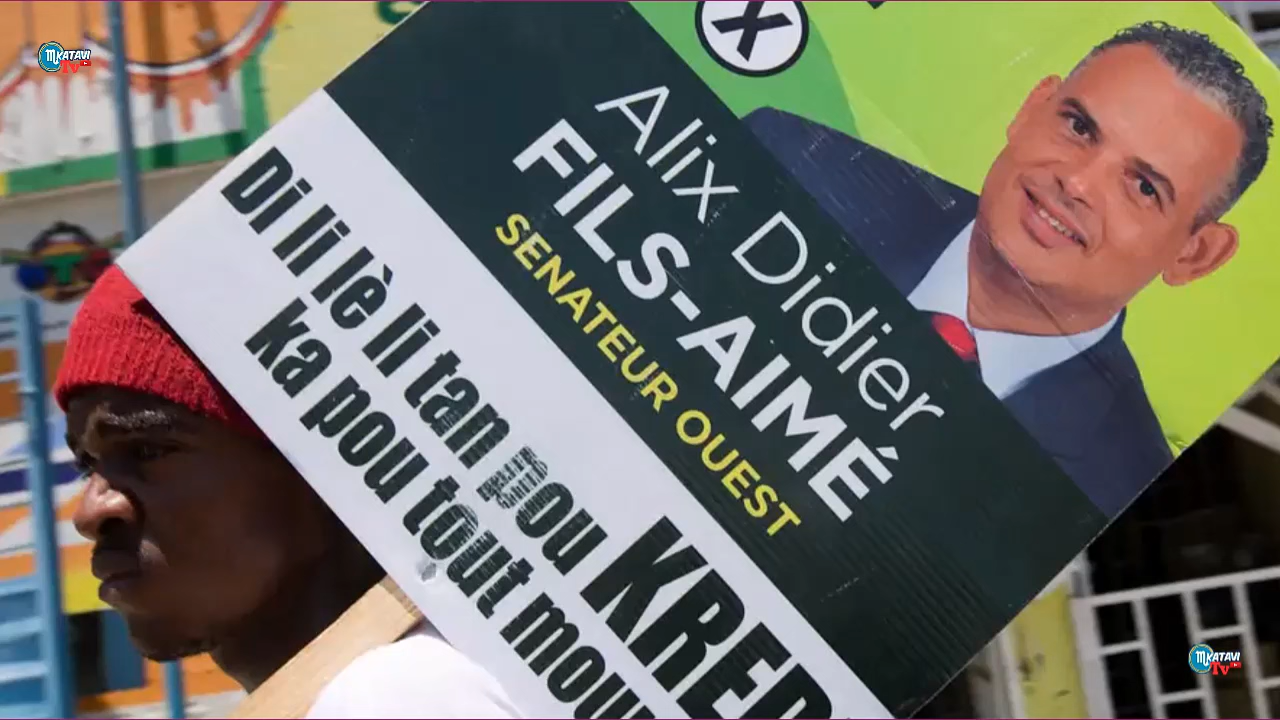 MKATAVI
TV
X
Alix Didier
FILS-AIMÉ
SENATEUR OUEST
Di li lè li tan pou KRED
ka pou tout moun
MKATAVI
TV